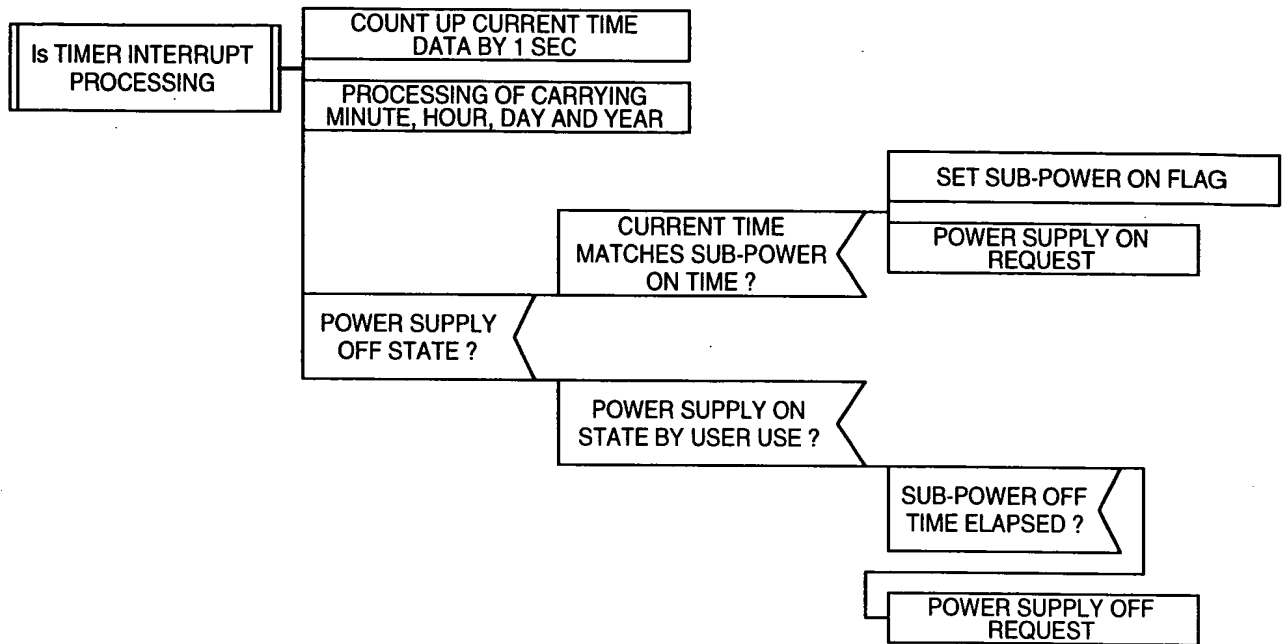 Is TIMER INTERRUPT
PROCESSING
COUNT UP CURRENT TIME
DATA BY 1 SEC
PROCESSING OF CARRYING
MINUTE, HOUR, DAY AND YEAR
SET SUB-POWER ON FLAG
POWER SUPPLY ON
REQUEST
CURRENT TIME
MATCHES SUB-POWER
ON TIME ?
POWER SUPPLY
OFF STATE ?
POWER SUPPLY ON
STATE BY USER USE ?
SUB-POWER OFF
TIME ELAPSED ?
POWER SUPPLY OFF
REQUEST